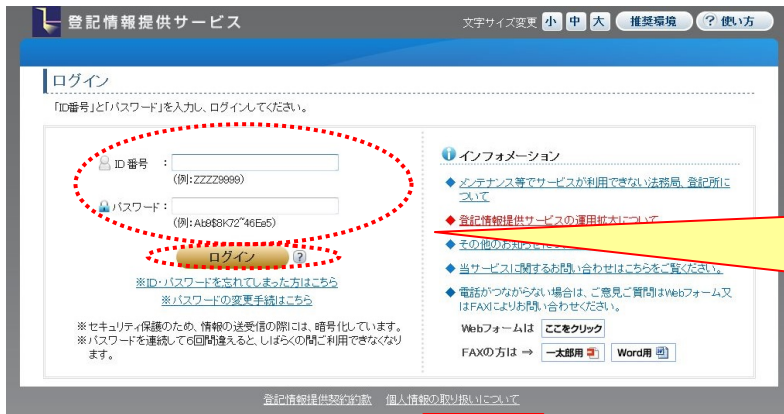 登記情報提供サービス
文字サイズ変更 小 中 大 推奨環境 ? 使い方
ログイン
「ID番号」と「パスワード」を入力し、ログインしてください。
ID 番号 :
(例:ZZZZ9999)
パスワード:
(例:Ab9$8K72~46Ee5)
ログイン ?
※ID・パスワードを忘れてしまった方はこちら
※パスワードの変更手続はこちら
※セキュリティ保護のため、情報の送受信の際には、暗号化しています。
※パスワードを連続して6回間違えると、しばらくの間ご利用できなくなり
ます。
インフォメーション
メンテナンス等でサービスが利用できない法務局、登記所に
ついて
登記情報提供サービスの運用拡大について
その他のお知らせ
当サービスに関するお問い合わせはこちらをご覧ください。
電話がつながらない場合は、ご意見ご質問はWebフォーム又
はFAXによりお問い合わせください。
Webフォームは ここをクリック
FAXの方は ⇒ 一太郎用 Word用
登記情報提供契約約款 個人情報の取り扱いについて